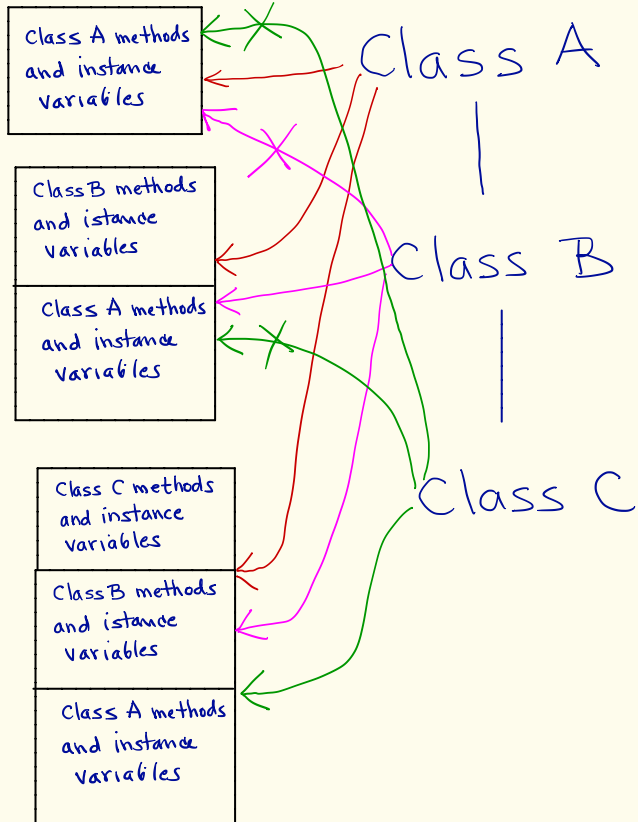 Class A methods
and instance
variables
Class A
Class B methods
and istance
variables
Class B
Class A methods
and instance
variables
Class C methods
and instance
variables
Class C
Class B methods
and istance
variables
Class A methods
and instance
variables